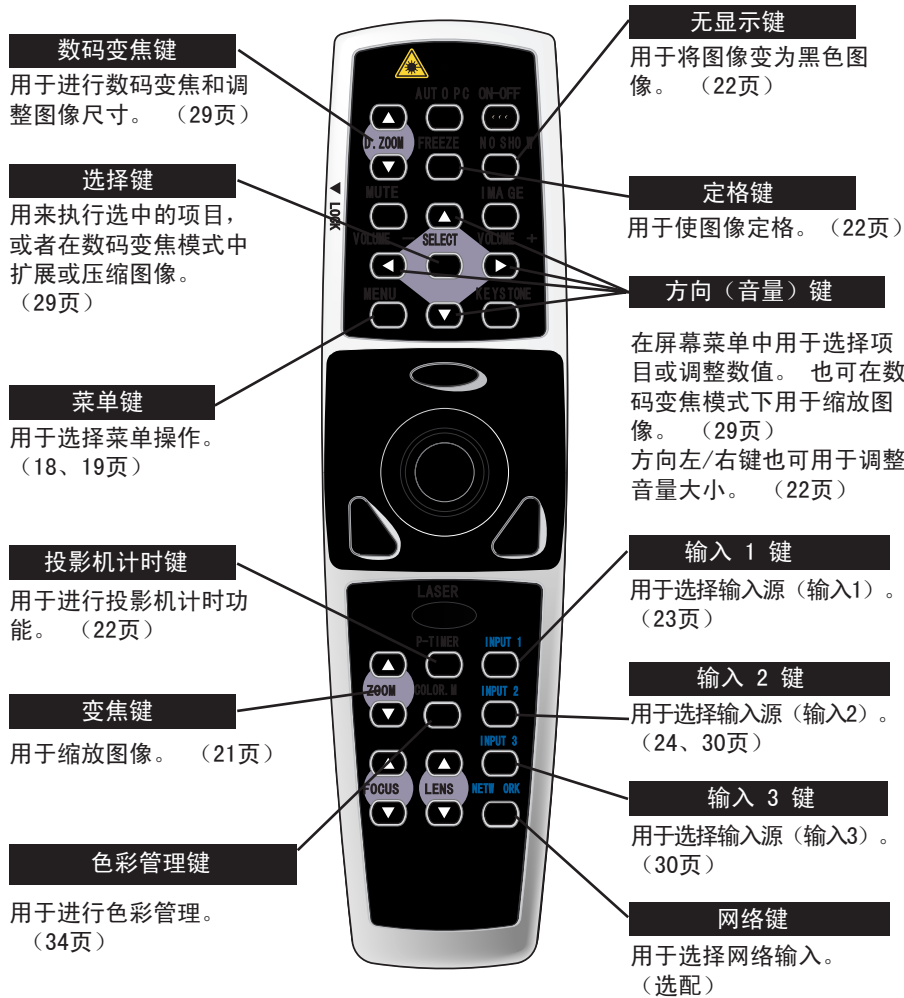 数码变焦键
用于进行数码变焦和调
整图像尺寸。 （29页）
选择键
用来执行选中的项目，
或者在数码变焦模式中
扩展或压缩图像。
（29页）
菜单键
用于选择菜单操作。
（18、19页）
投影机计时键
用于进行投影机计时功
能。 （22页）
变焦键
用于缩放图像。 （21页）
色彩管理键
用于进行色彩管理。
（34页）
AUTO PC ON-OFF
D.ZOOM FREEZE NO SHOW
▼ LOCK
MUTE IMAGE
VOLUME − SELECT VOLUME +
MENU KEYSTONE
LASER
P-TIMER INPUT 1
ZOOM COLOR.M INPUT 2
INPUT 3
FOCUS LENS NETWORK
无显示键
用于将图像变为黑色图
像。 （22页）
定格键
用于使图像定格。（22页）
方向（音量）键
在屏幕菜单中用于选择项
目或调整数值。 也可在数
码变焦模式下用于缩放图
像。 （29页）
方向左/右键也可用于调整
音量大小。 （22页）
输入 1 键
用于选择输入源（输入1）。
（23页）
输入 2 键
用于选择输入源（输入2）。
（24、30页）
输入 3 键
用于选择输入源（输入3）。
（30页）
网络键
用于选择网络输入。
（选配）